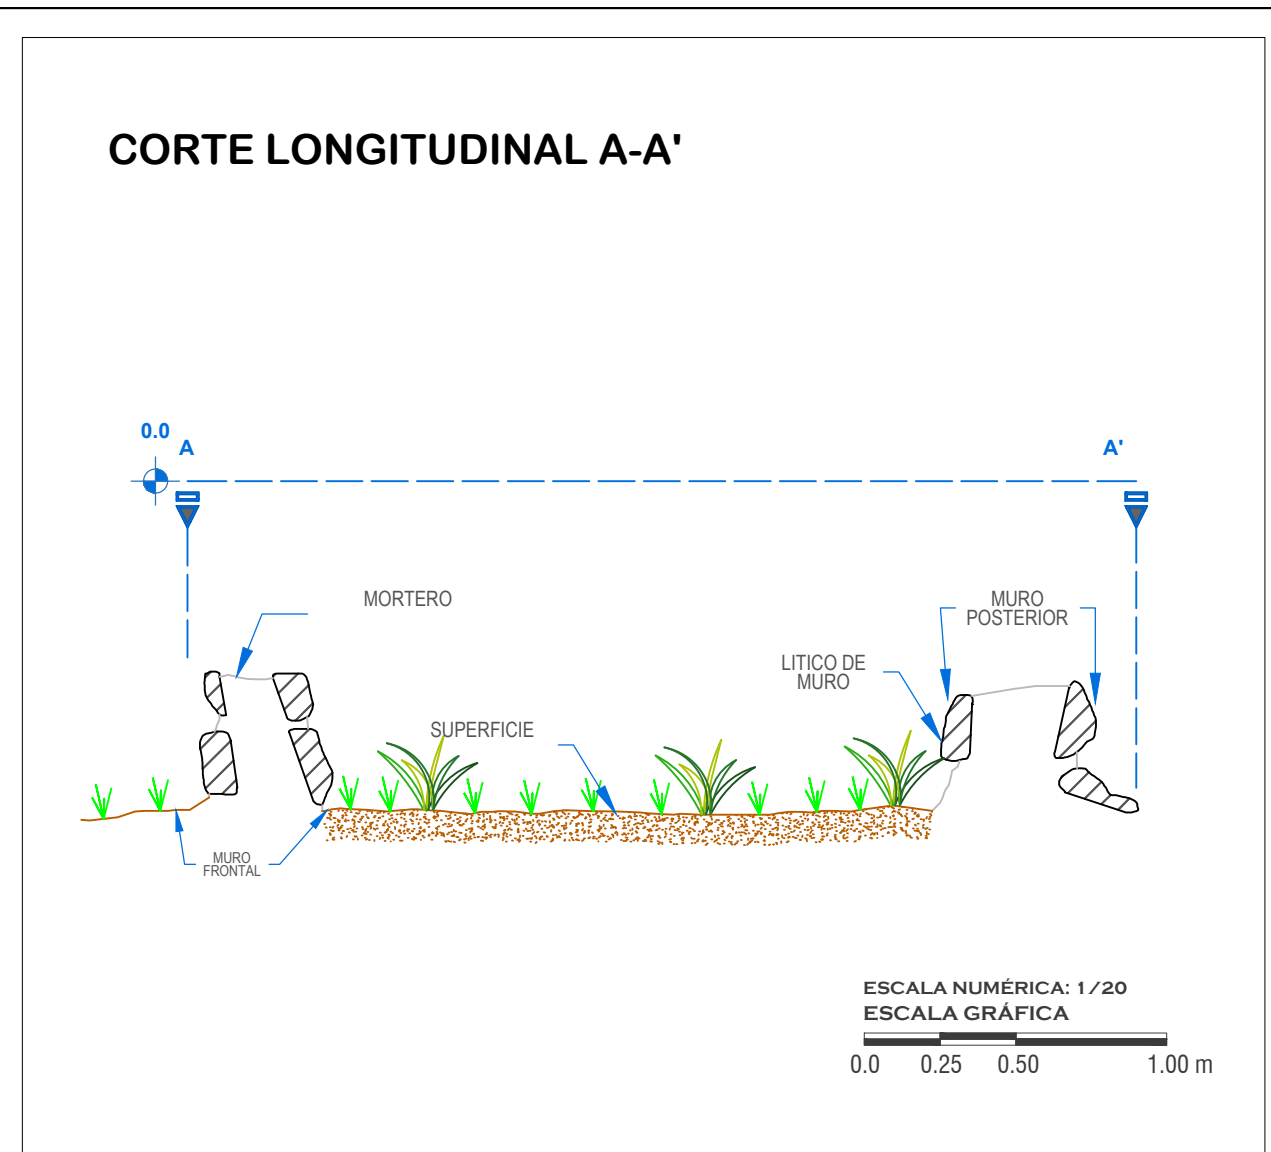 CORTE LONGITUDINAL A-A'
0.0
A
A'
MORTERO
MURO
POSTERIOR
LITICO DE
MURO
SUPERFICIE
MURO
FRONTAL
ESCALA NUMÉRICA: 1/20
ESCALA GRÁFICA
0.0 0.25 0.50 1.00 m